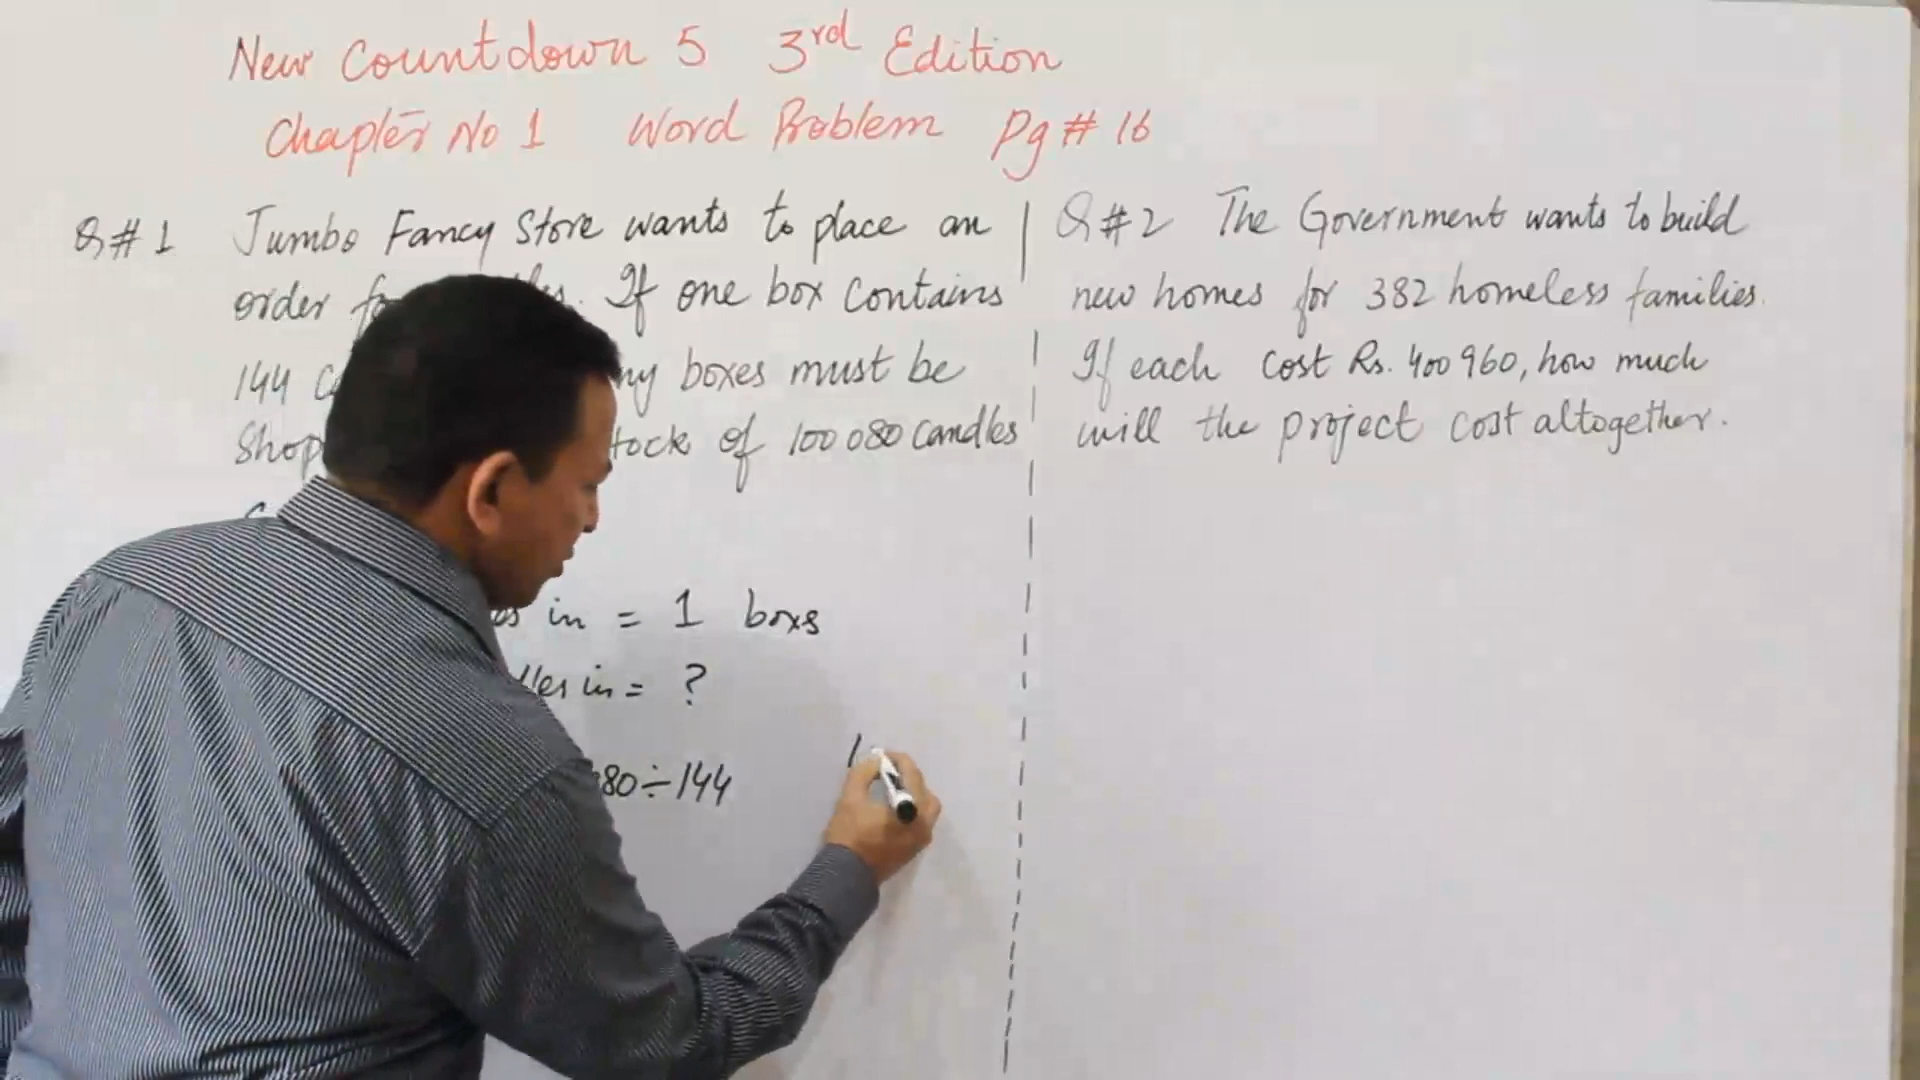 New Countdown 5 3rd Edition
Chapter No 1 Word Problem Pg # 16
Q # 1 Jumbo Fancy Store wants to place an
order If one box contains
144 boxes must be
Shop of 100 080 candles
in = 1 boxs
in = ?
80 ÷ 144
Q # 2 The Government wants to build
new homes for 382 homeless families.
If each cost Rs. 400 960, how much
will the project cost altogether.